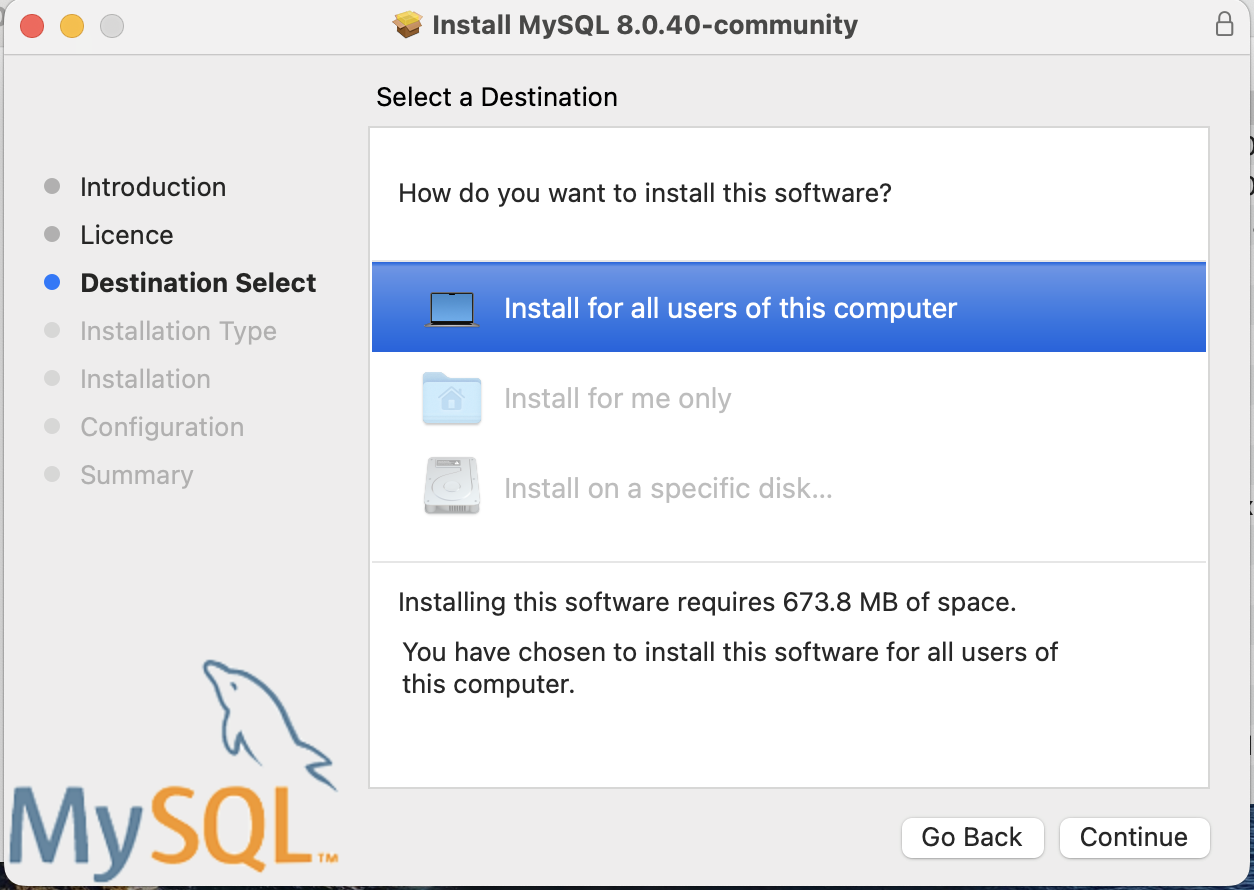 Install MySQL 8.0.40-community
Select a Destination
Introduction
Licence
Destination Select
Installation Type
Installation
Configuration
Summary
How do you want to install this software?
Install for all users of this computer
Install for me only
Install on a specific disk...
Installing this software requires 673.8 MB of space.
You have chosen to install this software for all users of
this computer.
MySQL™
Go Back
Continue